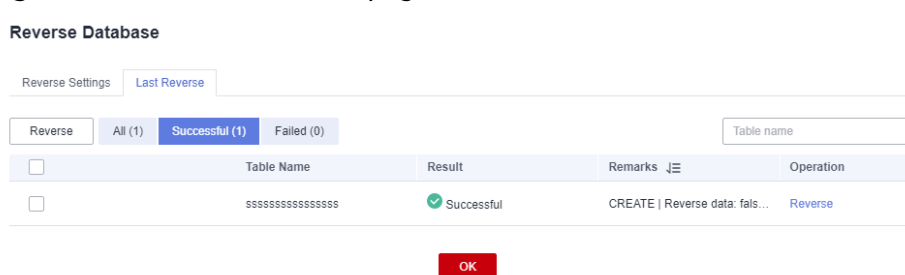 Reverse Database
Reverse Settings Last Reverse
Reverse All (1) Successful (1) Failed (0) Table name
Table Name Result Remarks Operation
ssssssssssssssss Successful CREATE | Reverse data: fals... Reverse
OK